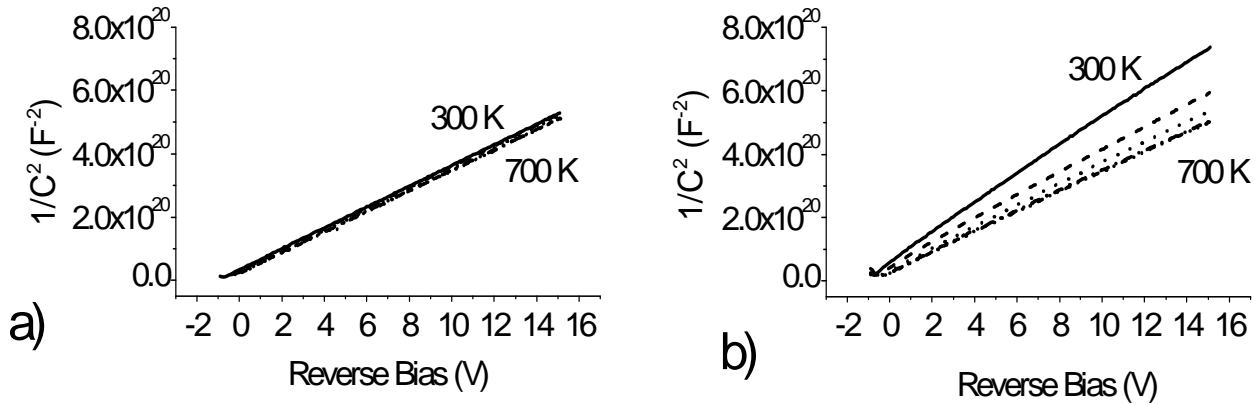 8.0x10^20
6.0x10^20
4.0x10^20
2.0x10^20
0.0
1/C^2 (F^-2)
300 K
700 K
-2 0 2 4 6 8 10 12 14 16
Reverse Bias (V)
a)
8.0x10^20
6.0x10^20
4.0x10^20
2.0x10^20
0.0
1/C^2 (F^-2)
300 K
700 K
-2 0 2 4 6 8 10 12 14 16
Reverse Bias (V)
b)